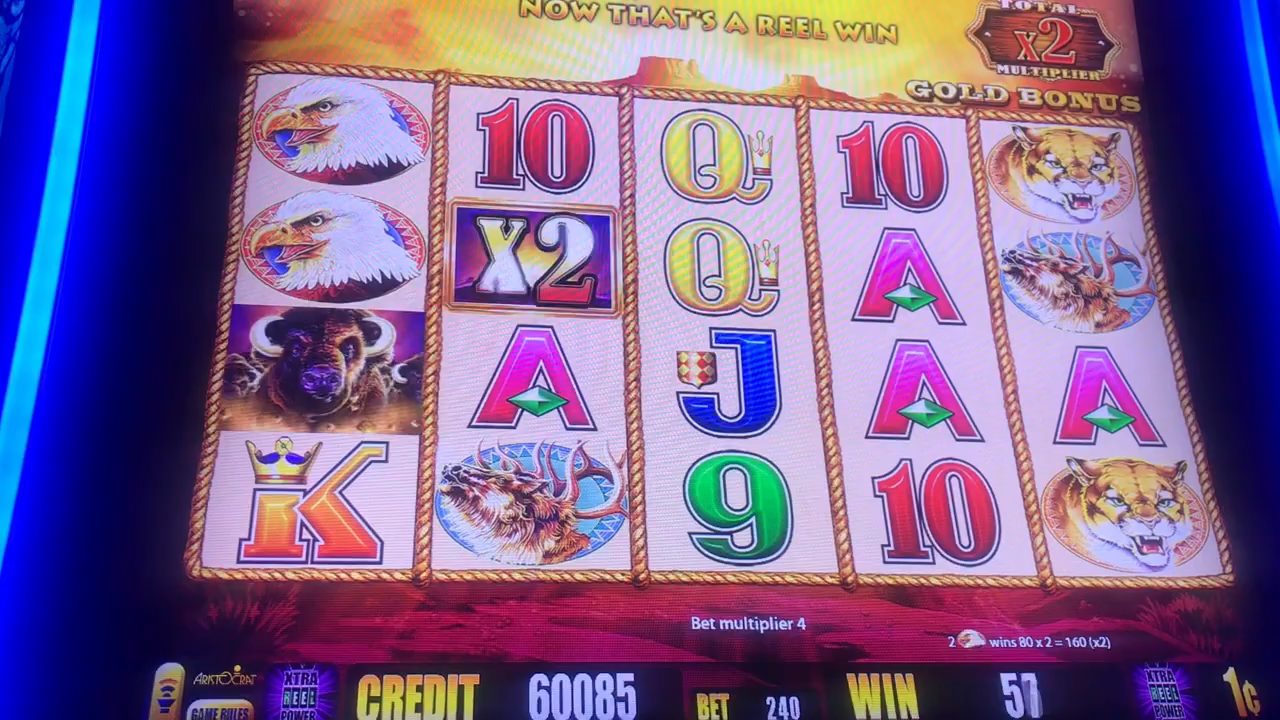 NOW THAT'S A REEL WIN
TOTAL
x2
MULTIPLIER
GOLD BONUS
10 Q 10
X2 Q A
A J A A
K 9 10
Bet multiplier 4
2 wins 80 x 2 = 160 (x2)
ARISTOCRAT
GAME RULES
XTRA
REEL
POWER
CREDIT 60085
BET 240
WIN
XTRA
REEL
POWER
1¢